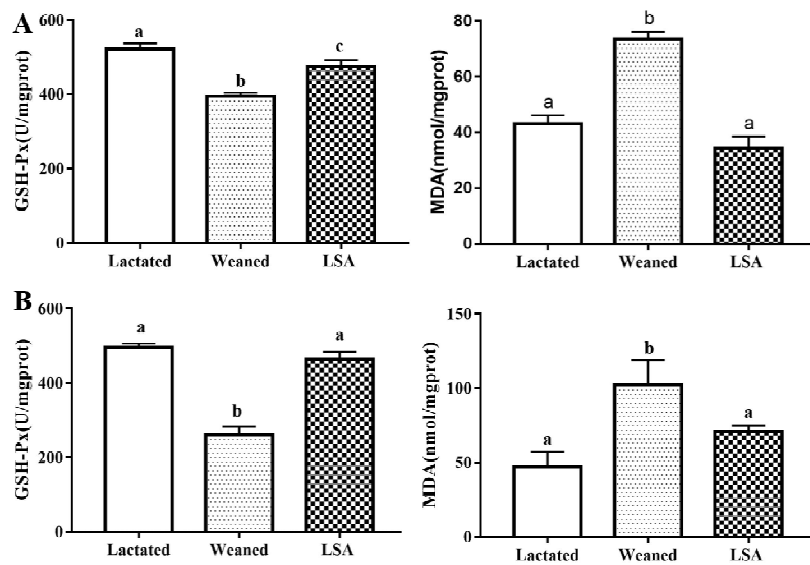 A
GSH-Px(U/mgprot)
600
400
200
0
a
b
c
Lactated Weaned LSA
MDA(nmol/mgprot)
80
60
40
20
0
a
b
a
Lactated Weaned LSA
B
GSH-Px(U/mgprot)
600
400
200
0
a
b
a
Lactated Weaned LSA
MDA(nmol/mgprot)
150
100
50
0
a
b
a
Lactated Weaned LSA